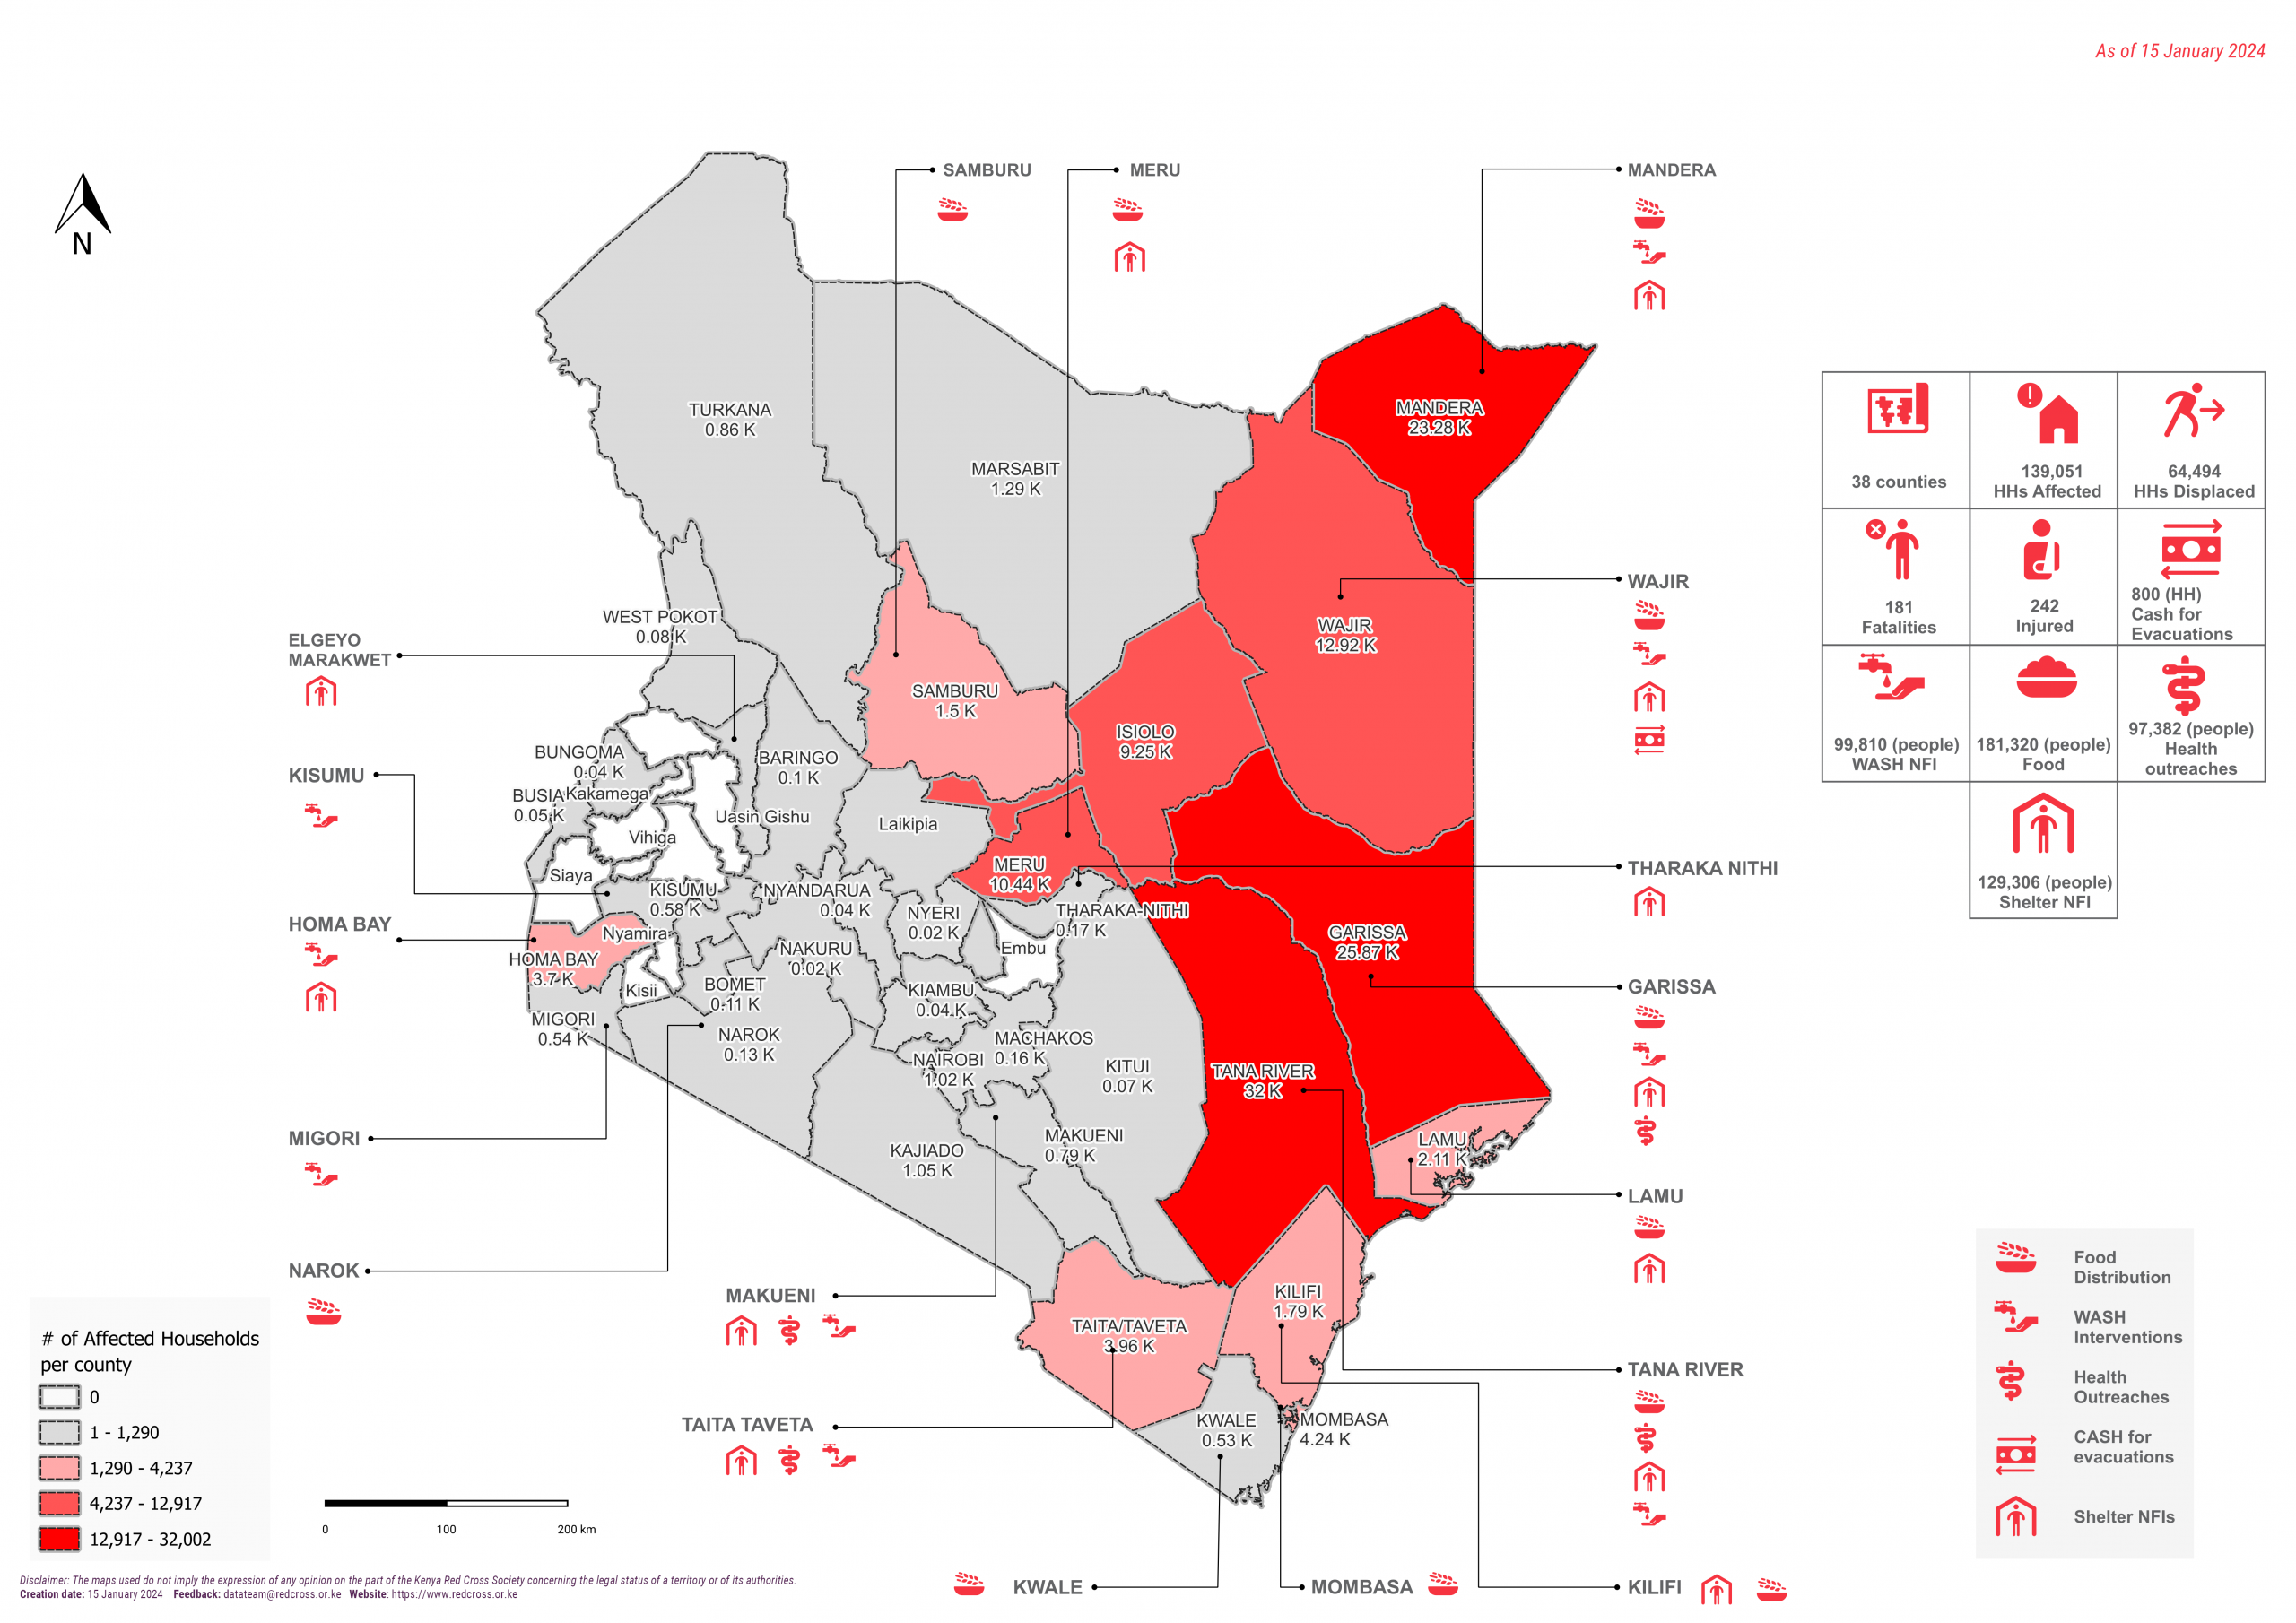 As of 15 January 2024
N
SAMBURU
MERU
MANDERA
TURKANA
0.86 K
MANDERA
23.28 K
MARSABIT
1.29 K
38 counties
139,051
HHs Affected
64,494
HHs Displaced
WAJIR
WEST POKOT
0.08 K
WAJIR
12.92 K
181
Fatalities
242
Injured
800 (HH)
Cash for
Evacuations
ELGEYO
MARAKWET
SAMBURU
1.5 K
ISIOLO
9.25 K
99,810 (people)
WASH NFI
181,320 (people)
Food
97,382 (people)
Health
outreaches
BUNGOMA
0.04 K
BARINGO
0.1 K
KISUMU
BUSIA
0.05 K
Kakamega
Uasin Gishu
Laikipia
Vihiga
Siaya
MERU
10.44 K
THARAKA NITHI
129,306 (people)
Shelter NFI
KISUMU
0.58 K
NYANDARUA
0.04 K
NYERI
0.02 K
THARAKA-NITHI
0.17 K
HOMA BAY
Nyamira
Embu
GARISSA
25.87 K
HOMA BAY
3.7 K
NAKURU
0.02 K
Kisii
BOMET
0.11 K
KIAMBU
0.04 K
GARISSA
MIGORI
0.54 K
NAROK
0.13 K
MACHAKOS
0.16 K
NAIROBI
1.02 K
KITUI
0.07 K
TANA RIVER
32 K
MIGORI
MAKUENI
0.79 K
KAJIADO
1.05 K
LAMU
2.11 K
LAMU
NAROK
MAKUENI
KILIFI
1.79 K
TAITA/TAVETA
3.96 K
TANA RIVER
TAITA TAVETA
KWALE
0.53 K
MOMBASA
4.24 K
KWALE
MOMBASA
KILIFI
# of Affected Households
per county
0
1 - 1,290
1,290 - 4,237
4,237 - 12,917
12,917 - 32,002
0
100
200 km
Food
Distribution
WASH
Interventions
Health
Outreaches
CASH for
evacuations
Shelter NFIs
Disclaimer: The maps used do not imply the expression of any opinion on the part of the Kenya Red Cross Society concerning the legal status of a territory or of its authorities.
Creation date: 15 January 2024 Feedback: datateam@redcross.or.ke Website: https://www.redcross.or.ke